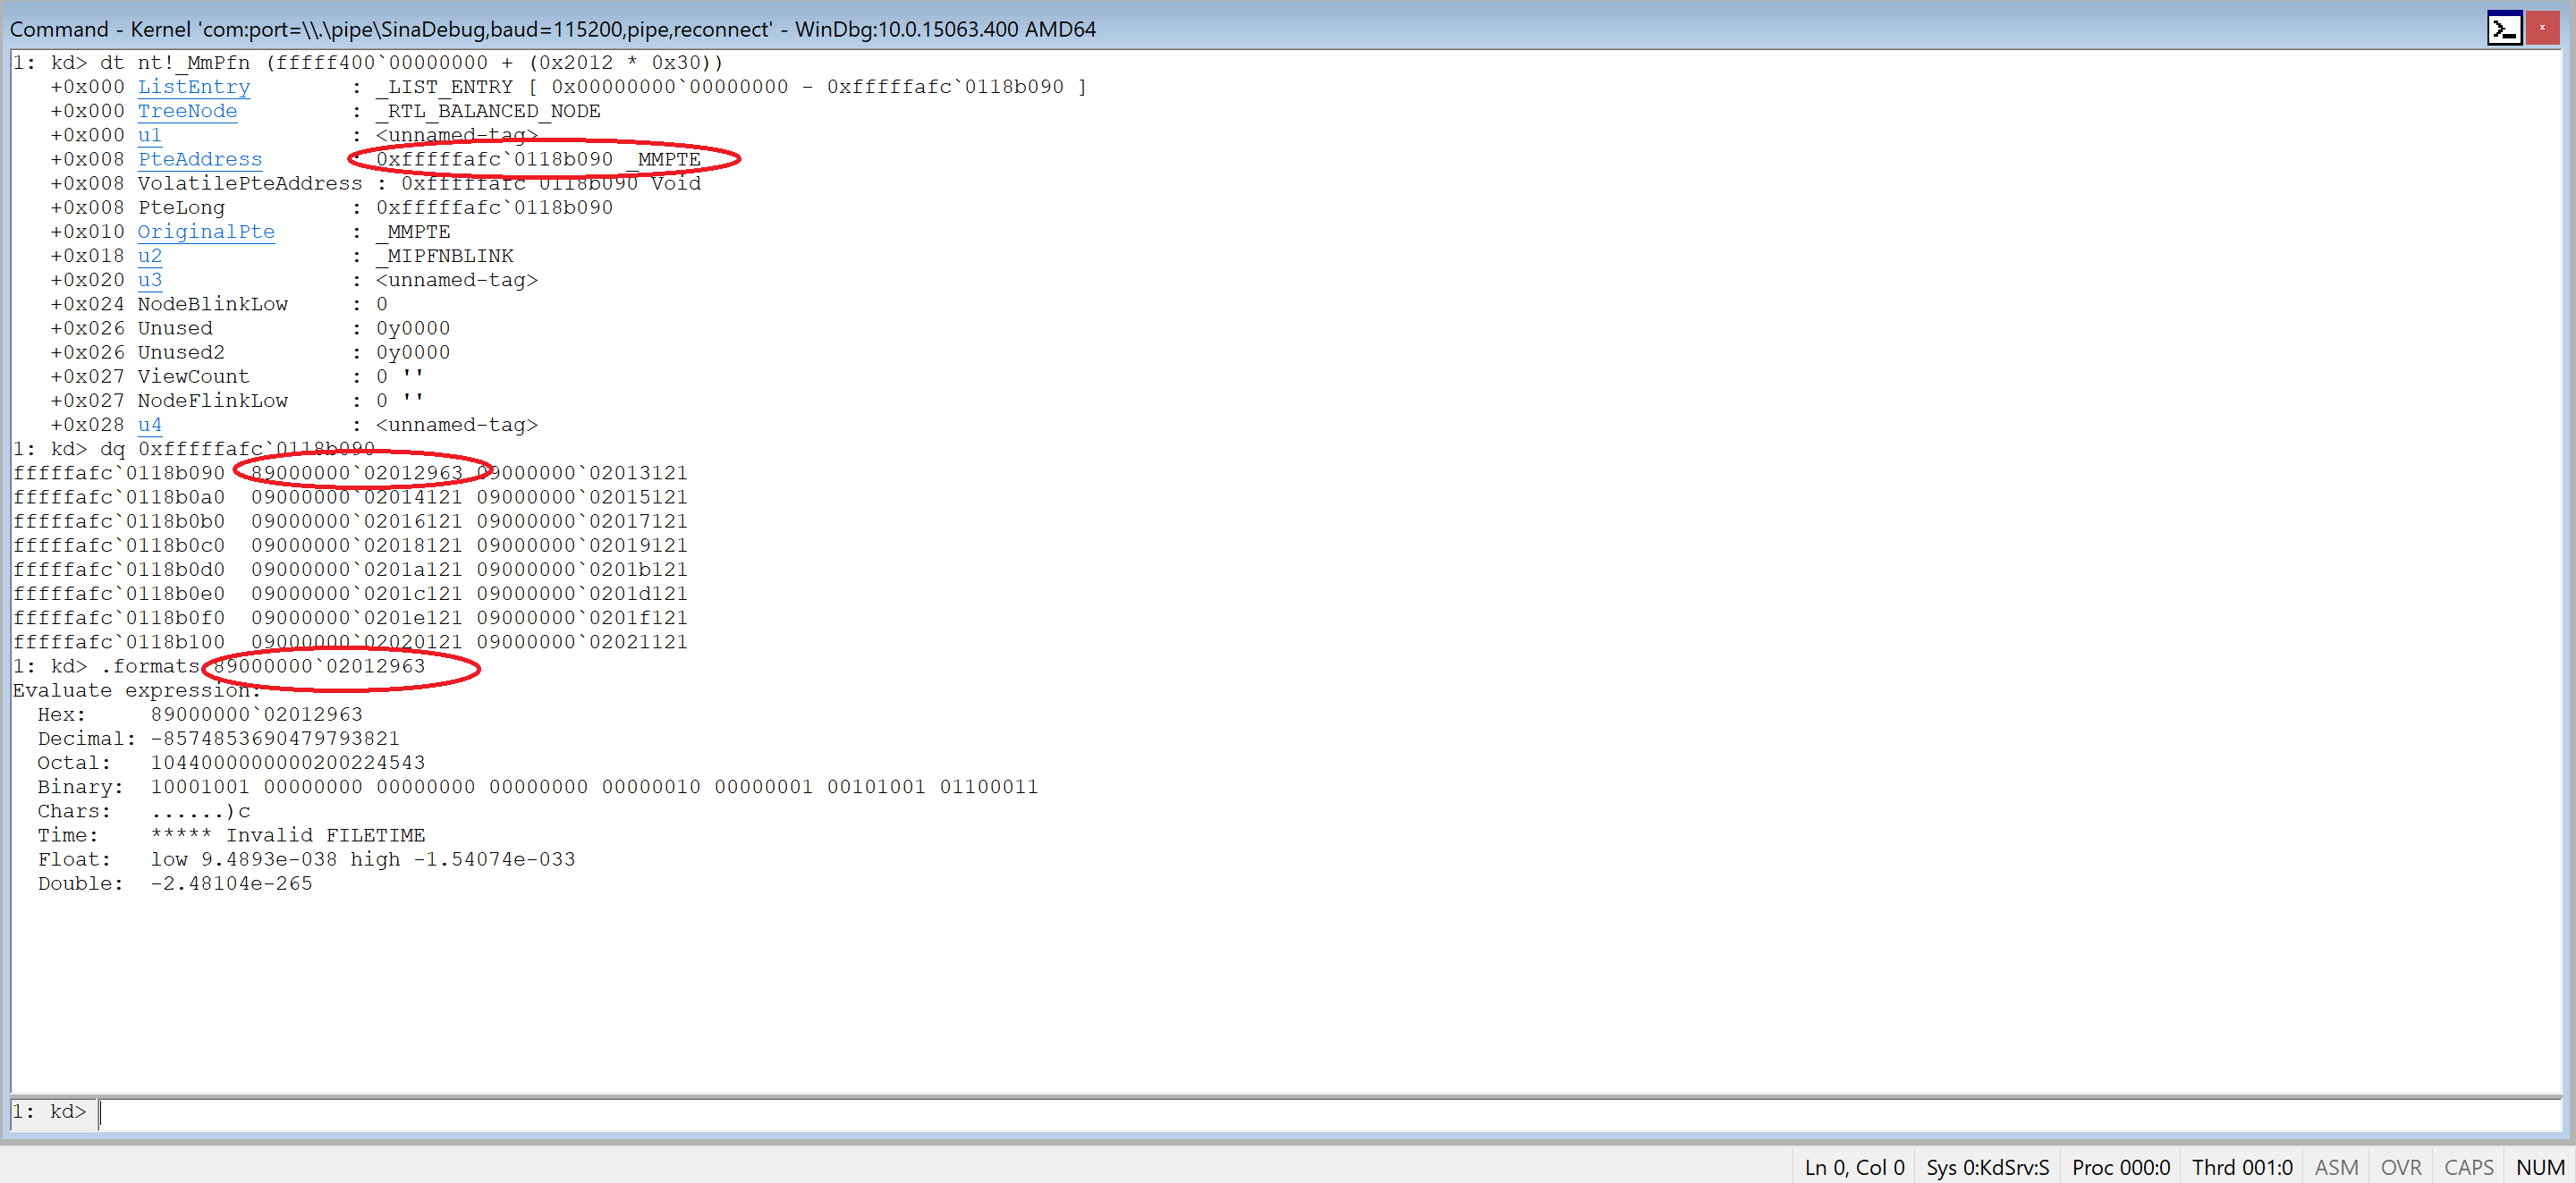 Command - Kernel 'com:port=\\.\pipe\SinaDebug,baud=115200,pipe,reconnect' - WinDbg:10.0.15063.400 AMD64
1: kd> dt nt!_MmPfn (fffff400`00000000 + (0x2012 * 0x30))
+0x000 ListEntry : _LIST_ENTRY [ 0x00000000`00000000 - 0xfffffafc`0118b090 ]
+0x000 TreeNode : _RTL_BALANCED_NODE
+0x000 u1 : <unnamed-tag>
+0x008 PteAddress : 0xfffffafc`0118b090 _MMPTE
+0x008 VolatilePteAddress : 0xfffffafc`0118b090 Void
+0x008 PteLong : 0xfffffafc`0118b090
+0x010 OriginalPte : _MMPTE
+0x018 u2 : _MIPFNBLINK
+0x020 u3 : <unnamed-tag>
+0x024 NodeBlinkLow : 0
+0x026 Unused : 0y0000
+0x026 Unused2 : 0y0000
+0x027 ViewCount : 0 ''
+0x027 NodeFlinkLow : 0 ''
+0x028 u4 : <unnamed-tag>
1: kd> dq 0xfffffafc`0118b090
fffffafc`0118b090 89000000`02012963 09000000`02013121
fffffafc`0118b0a0 09000000`02014121 09000000`02015121
fffffafc`0118b0b0 09000000`02016121 09000000`02017121
fffffafc`0118b0c0 09000000`02018121 09000000`02019121
fffffafc`0118b0d0 09000000`0201a121 09000000`0201b121
fffffafc`0118b0e0 09000000`0201c121 09000000`0201d121
fffffafc`0118b0f0 09000000`0201e121 09000000`0201f121
fffffafc`0118b100 09000000`02020121 09000000`02021121
1: kd> .formats 89000000`02012963
Evaluate expression:
Hex: 89000000`02012963
Decimal: -8574853690479793821
Octal: 1044000000000200224543
Binary: 10001001 00000000 00000000 00000000 00000010 00000001 00101001 01100011
Chars: ......)c
Time: ***** Invalid FILETIME
Float: low 9.4893e-038 high -1.54074e-033
Double: -2.48104e-265
1: kd>
Ln 0, Col 0 Sys 0:KdSrv:S Proc 000:0 Thrd 001:0 ASM OVR CAPS NUM